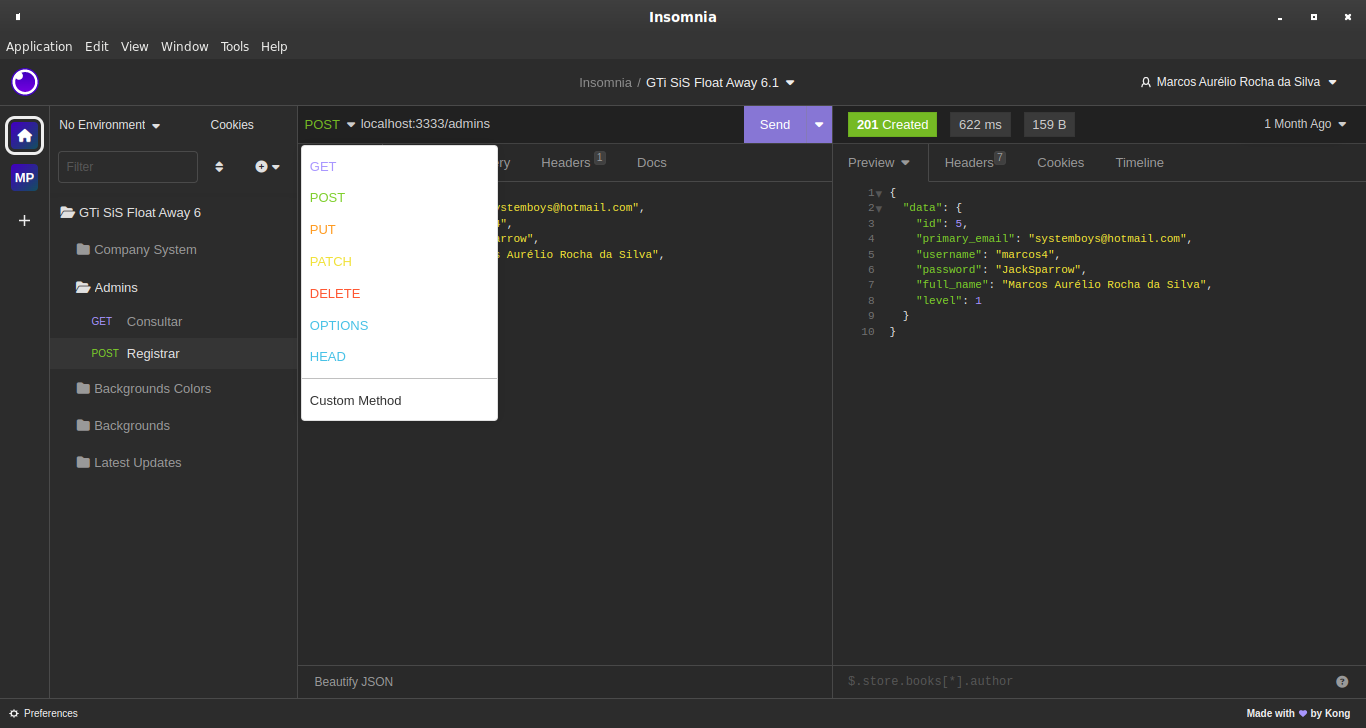 Insomnia
Application Edit View Window Tools Help
Insomnia / GTi SiS Float Away 6.1
Marcos Aurélio Rocha da Silva
MP
No Environment
Cookies
Filter
GTi SiS Float Away 6
Company System
Admins
GET Consultar
POST Registrar
Backgrounds Colors
Backgrounds
Latest Updates
POST localhost:3333/admins
Send
GET
POST
PUT
PATCH
DELETE
OPTIONS
HEAD
Custom Method
ry
Headers 1
Docs
ystemboys@hotmail.com",
",
arrow",
s Aurélio Rocha da Silva",
Beautify JSON
201 Created
622 ms
159 B
1 Month Ago
Preview
Headers 7
Cookies
Timeline
1 {
2 "data": {
3 "id": 5,
4 "primary_email": "systemboys@hotmail.com",
5 "username": "marcos4",
6 "password": "JackSparrow",
7 "full_name": "Marcos Aurélio Rocha da Silva",
8 "level": 1
9 }
10 }
$.store.books[*].author
Preferences
Made with ♥ by Kong